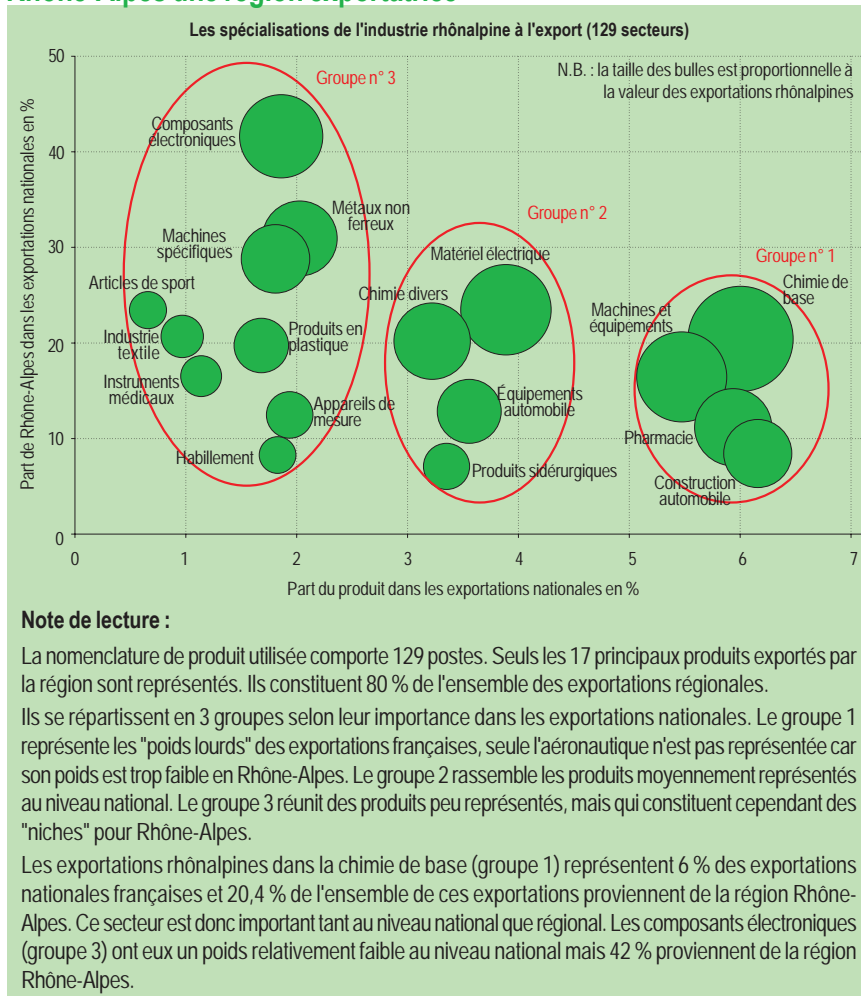 Les spécialisations de l'industrie rhônalpine à l'export (129 secteurs)
N.B. : la taille des bulles est proportionnelle à
la valeur des exportations rhônalpines
Part de Rhône-Alpes dans les exportations nationales en %
50
40
30
20
10
0
Groupe n° 3
Composants
électroniques
Métaux non
ferreux
Machines
spécifiques
Articles de sport
Industrie
textile
Produits en
plastique
Instruments
médicaux
Appareils de
mesure
Habillement
Groupe n° 2
Matériel électrique
Chimie divers
Équipements
automobile
Produits sidérurgiques
Groupe n° 1
Chimie de
base
Machines et
équipements
Pharmacie
Construction
automobile
0
1
2
3
4
5
6
7
Part du produit dans les exportations nationales en %
Note de lecture :
La nomenclature de produit utilisée comporte 129 postes. Seuls les 17 principaux produits exportés par
la région sont représentés. Ils constituent 80 % de l'ensemble des exportations régionales.
Ils se répartissent en 3 groupes selon leur importance dans les exportations nationales. Le groupe 1
représente les "poids lourds" des exportations françaises, seule l'aéronautique n'est pas représentée car
son poids est trop faible en Rhône-Alpes. Le groupe 2 rassemble les produits moyennement représentés
au niveau national. Le groupe 3 réunit des produits peu représentés, mais qui constituent cependant des
"niches" pour Rhône-Alpes.
Les exportations rhônalpines dans la chimie de base (groupe 1) représentent 6 % des exportations
nationales françaises et 20,4 % de l'ensemble de ces exportations proviennent de la région Rhône-
Alpes. Ce secteur est donc important tant au niveau national que régional. Les composants électroniques
(groupe 3) ont eux un poids relativement faible au niveau national mais 42 % proviennent de la région
Rhône-Alpes.